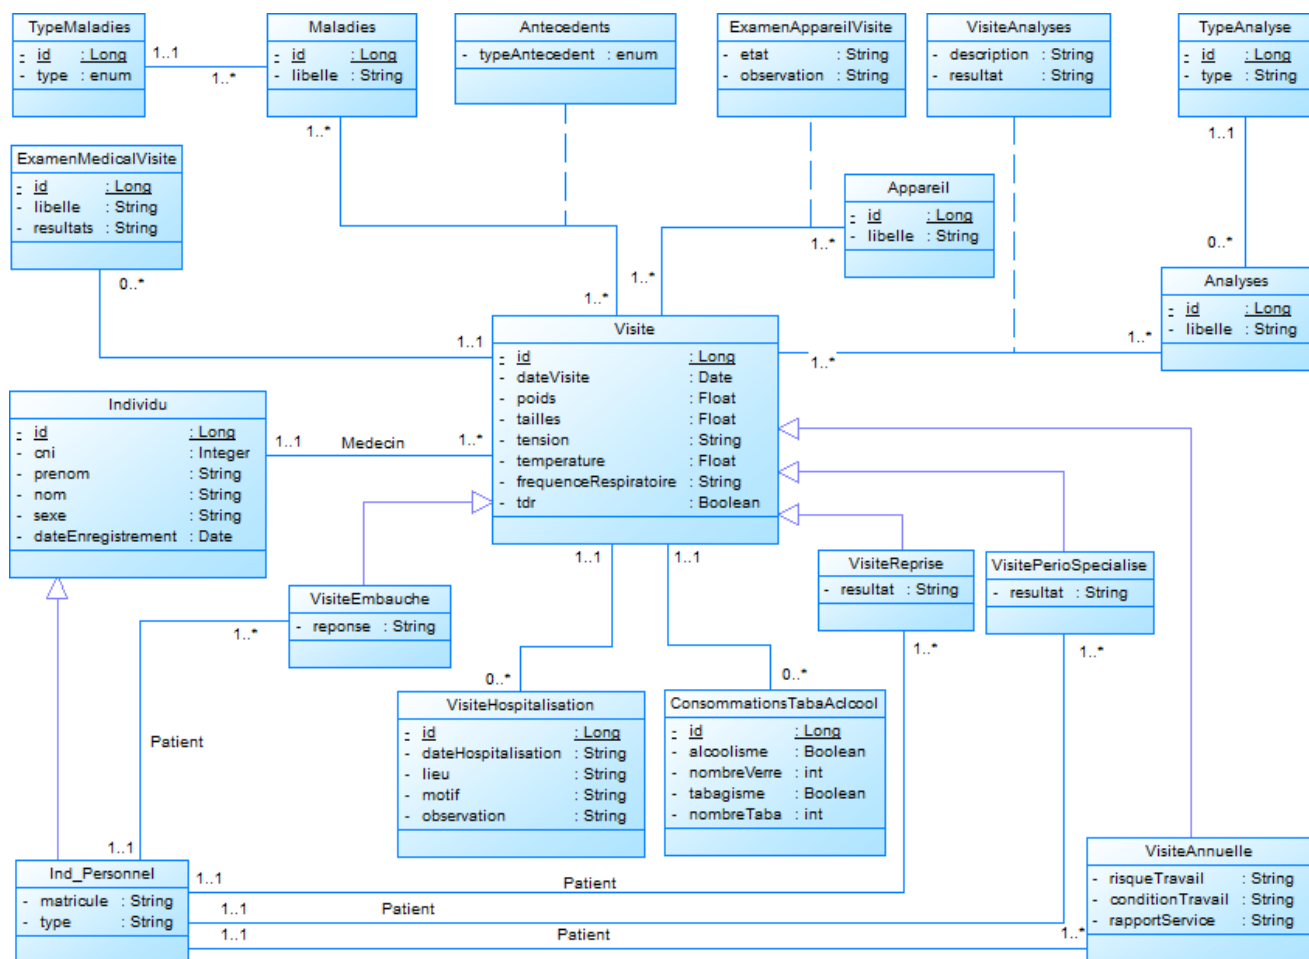 TypeMaladies
- id : Long
- type : enum
1..1
1..*
Maladies
- id : Long
- libelle : String
1..*
Antecedents
- typeAntecedent : enum
ExamenAppareilVisite
- etat : String
- observation : String
VisiteAnalyses
- description : String
- resultat : String
TypeAnalyse
- id : Long
- type : String
1..1
0..*
ExamenMedicalVisite
- id : Long
- libelle : String
- resultats : String
0..*
1..1
Appareil
- id : Long
- libelle : String
1..*
1..*
1..*
Analyses
- id : Long
- libelle : String
1..*
1..*
Visite
- id : Long
- dateVisite : Date
- poids : Float
- tailles : Float
- tension : String
- temperature : Float
- frequenceRespiratoire : String
- tdr : Boolean
Individu
- id : Long
- cni : Integer
- prenom : String
- nom : String
- sexe : String
- dateEnregistrement : Date
1..1
Medecin
1..*
1..1
1..1
VisiteEmbauche
- reponse : String
1..*
VisiteReprise
- resultat : String
1..*
VisitePerioSpecialise
- resultat : String
1..*
0..*
VisiteHospitalisation
- id : Long
- dateHospitalisation : String
- lieu : String
- motif : String
- observation : String
0..*
ConsommationsTabaAclcool
- id : Long
- alcoolisme : Boolean
- nombreVerre : int
- tabagisme : Boolean
- nombreTaba : int
Patient
1..1
Ind_Personnel
- matricule : String
- type : String
1..1
Patient
1..1
Patient
1..1
Patient
1..*
VisiteAnnuelle
- risqueTravail : String
- conditionTravail : String
- rapportService : String